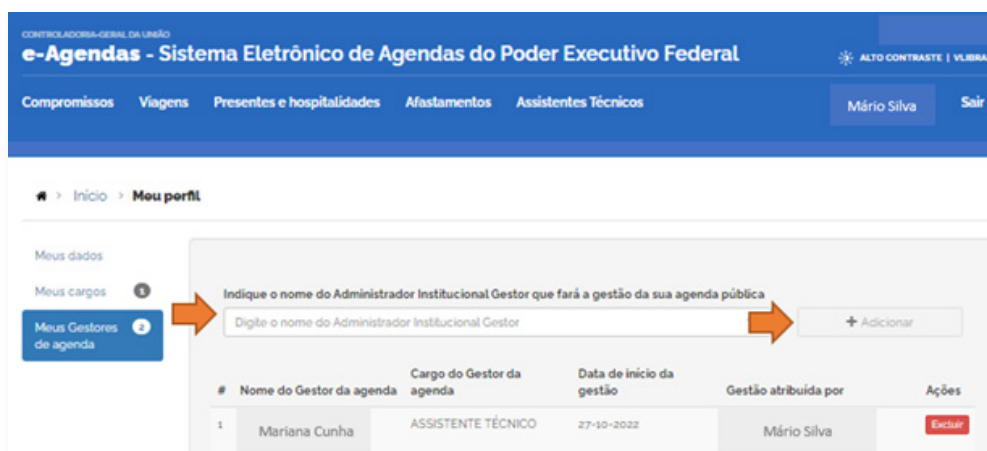 CONTROLADORIA-GERAL DA UNIÃO
e-Agendas - Sistema Eletrônico de Agendas do Poder Executivo Federal
ALTO CONTRASTE | VLIBRA
Compromissos Viagens Presentes e hospitalidades Afastamentos Assistentes Técnicos Mário Silva Sair
> Início > Meu perfil
Meus dados
Meus cargos 1
Meus Gestores de agenda 2
Indique o nome do Administrador Institucional Gestor que fará a gestão da sua agenda pública
Digite o nome do Administrador Institucional Gestor
+ Adicionar
# Nome do Gestor da agenda Cargo do Gestor da agenda Data de início da gestão Gestão atribuída por Ações
1 Mariana Cunha ASSISTENTE TÉCNICO 27-10-2022 Mário Silva Excluir